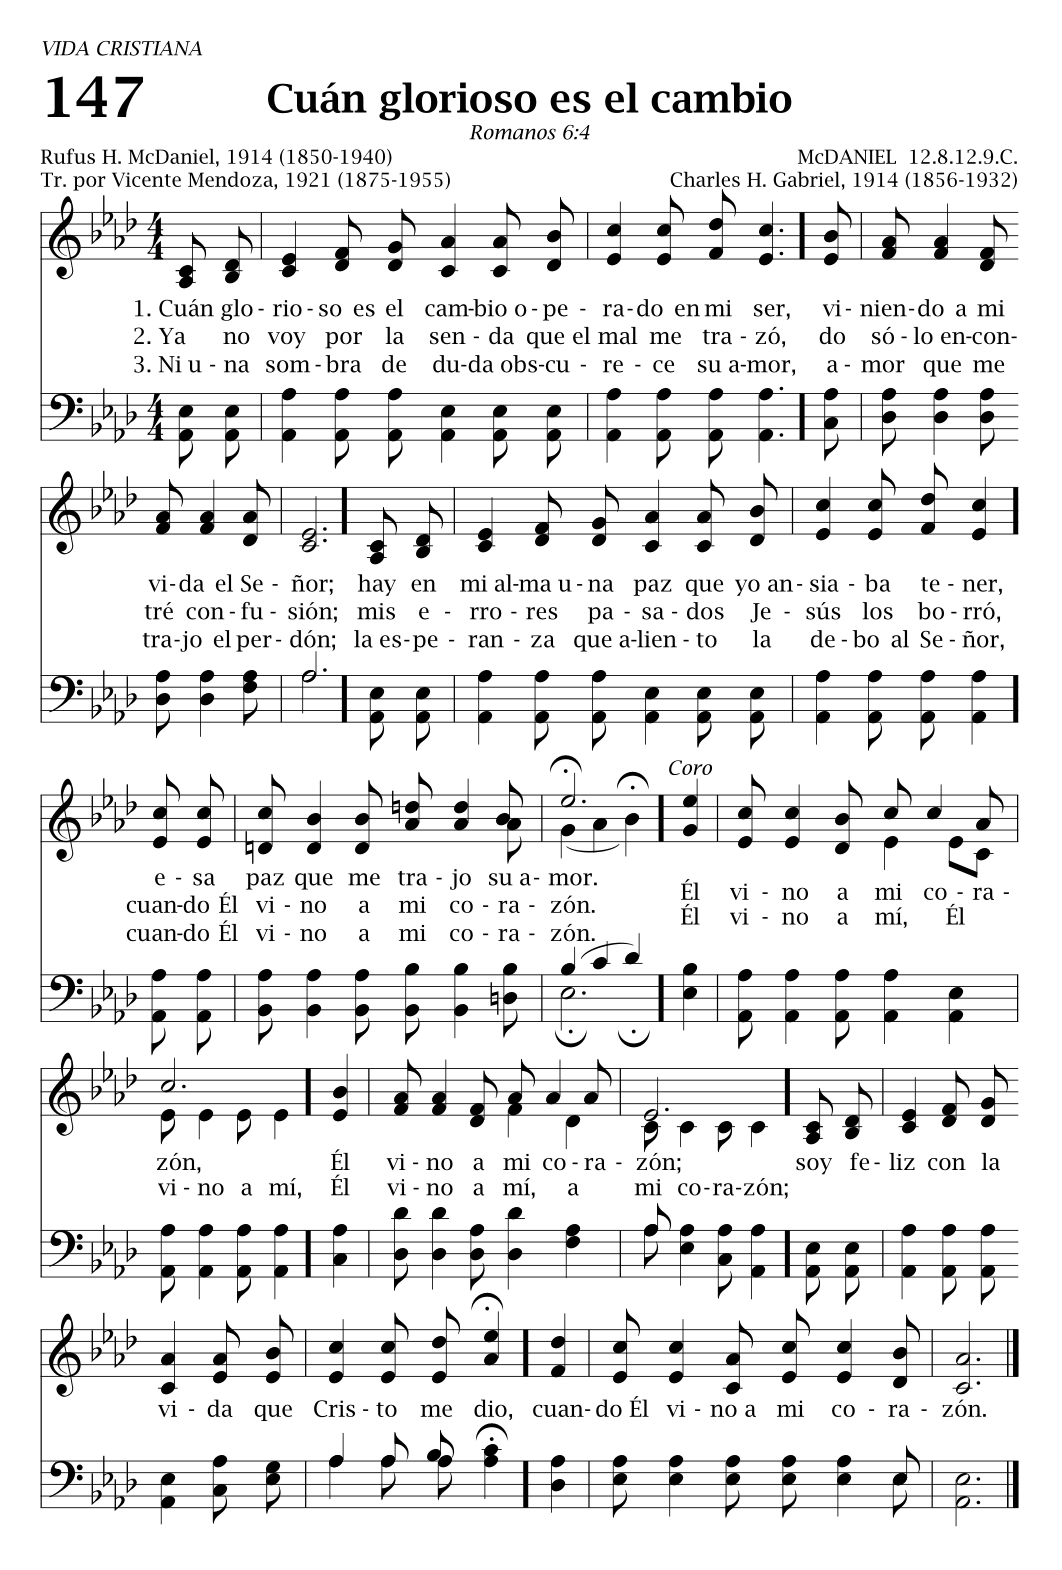 VIDA CRISTIANA
147
Cuán glorioso es el cambio
Romanos 6:4
Rufus H. McDaniel, 1914 (1850-1940)
McDANIEL 12.8.12.9.C.
Tr. por Vicente Mendoza, 1921 (1875-1955)
Charles H. Gabriel, 1914 (1856-1932)
1. Cuán glo - rio - so es el cam-bio o - pe - ra - do en mi ser, vi - nien - do a mi
2. Ya no voy por la sen - da que el mal me tra - zó, do só - lo en-con-
3. Ni u - na som - bra de du-da obs-cu - re - ce su a-mor, a - mor que me
vi - da el Se - ñor; hay en mi al-ma u - na paz que yo an - sia - ba te - ner,
tré con - fu - sión; mis e - rro - res pa - sa - dos Je - sús los bo - rró,
tra - jo el per - dón; la es-pe - ran - za que a-lien - to la de - bo al Se - ñor,
Coro
e - sa paz que me tra - jo su a - mor.
cuan-do Él vi - no a mi co - ra - zón.
cuan-do Él vi - no a mi co - ra - zón.
Él vi - no a mi co - ra -
Él vi - no a mí, Él
zón, Él vi - no a mi co - ra - zón; soy fe - liz con la
vi - no a mí, Él vi - no a mí, a mi co-ra-zón;
vi - da que Cris - to me dio, cuan-do Él vi - no a mi co - ra - zón.